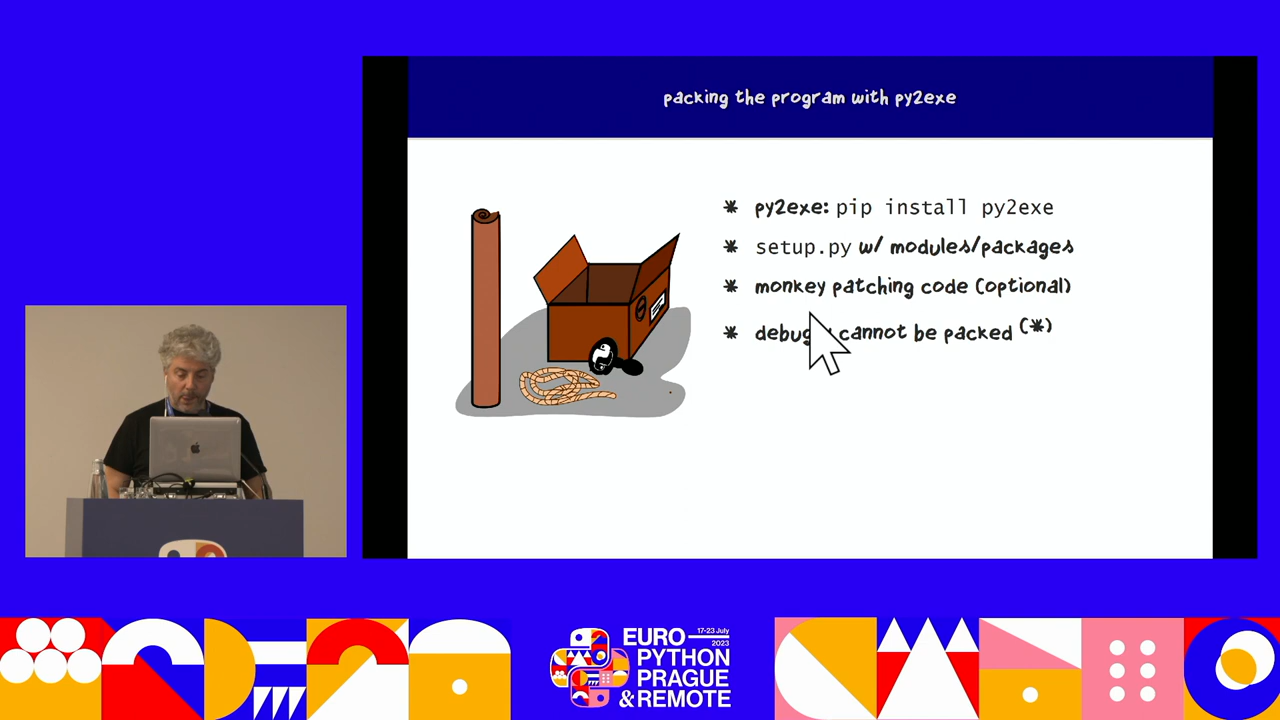 packing the program with py2exe
* py2exe: pip install py2exe
* setup.py w/ modules/packages
* monkey patching code (optional)
* cannot be packed (*)
17-23 July
2023
EURO
PYTHON
PRAGUE
& REMOTE